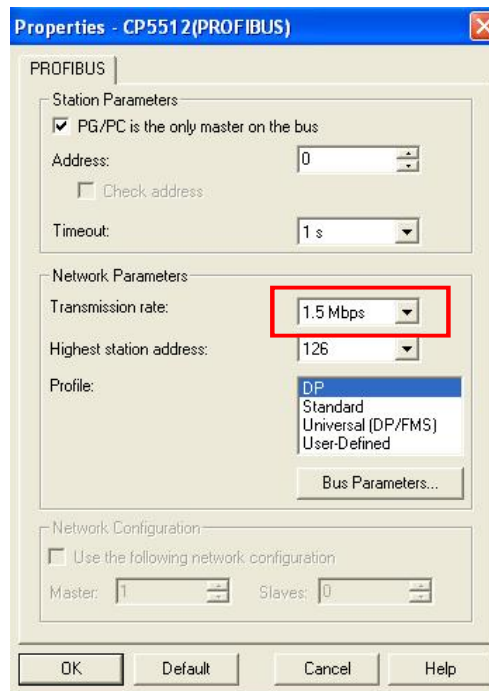 Properties - CP5512(PROFIBUS)
PROFIBUS
Station Parameters
PG/PC is the only master on the bus
Address: 0
Check address
Timeout: 1 s
Network Parameters
Transmission rate: 1.5 Mbps
Highest station address: 126
Profile: DP
Standard
Universal (DP/FMS)
User-Defined
Bus Parameters...
Network Configuration
Use the following network configuration
Master: 1 Slaves: 0
OK Default Cancel Help